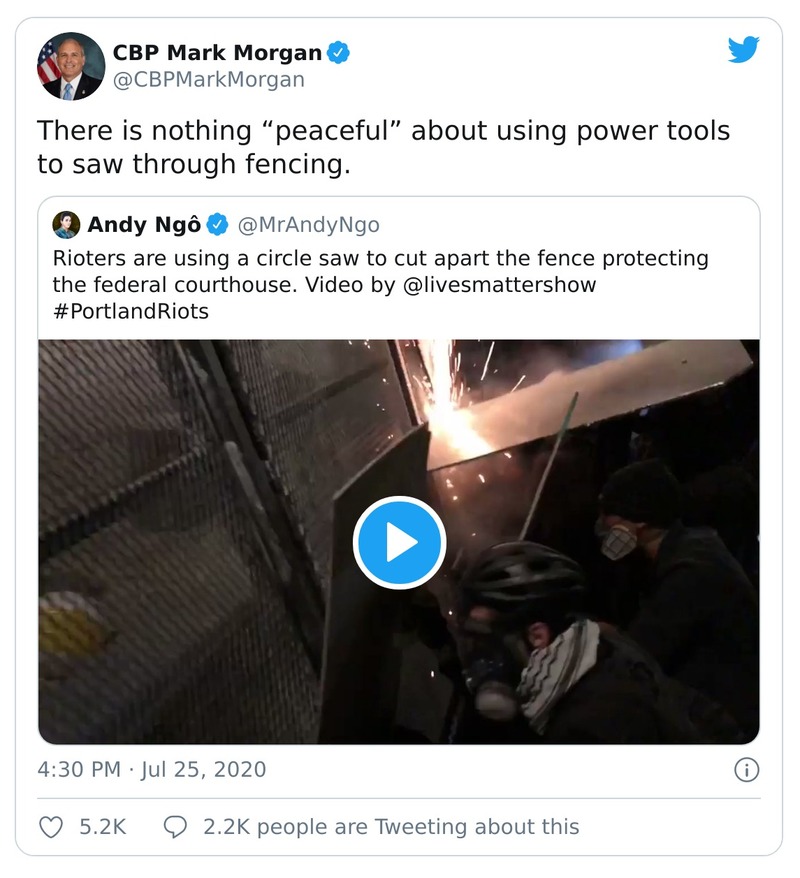 CBP Mark Morgan
@CBPMarkMorgan
There is nothing “peaceful” about using power tools
to saw through fencing.
Andy Ngô @MrAndyNgo
Rioters are using a circle saw to cut apart the fence protecting
the federal courthouse. Video by @livesmattershow
#PortlandRiots
4:30 PM · Jul 25, 2020
5.2K 2.2K people are Tweeting about this